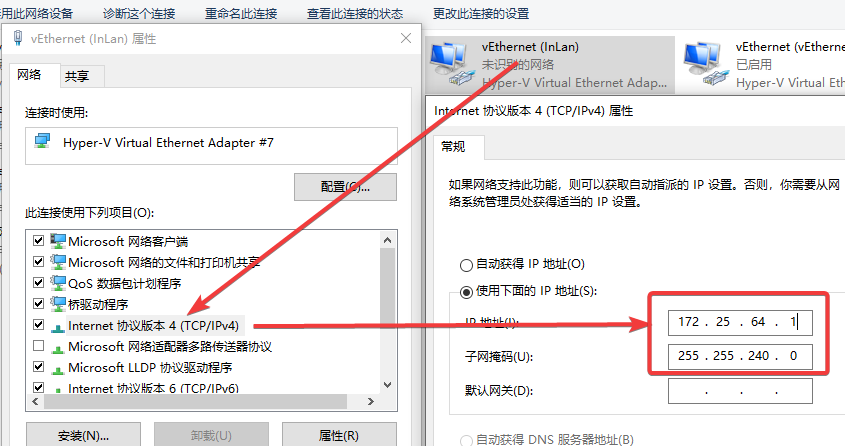 用此网络设备 诊断这个连接 重命名此连接 查看此连接的状态 更改此连接的设置
vEthernet (InLan) 属性
网络 共享
连接时使用:
Hyper-V Virtual Ethernet Adapter #7
配置(C)...
此连接使用下列项目(O):
Microsoft 网络客户端
Microsoft 网络的文件和打印机共享
QoS 数据包计划程序
桥驱动程序
Internet 协议版本 4 (TCP/IPv4)
Microsoft 网络适配器多路传送器协议
Microsoft LLDP 协议驱动程序
Internet 协议版本 6 (TCP/IPv6)
安装(N)... 卸载(U) 属性(R)
vEthernet (InLan)
未识别的网络
Hyper-V Virtual Ethernet Adap...
vEthernet (vEtherne
已启用
Hyper-V Virtual Eth
Internet 协议版本 4 (TCP/IPv4) 属性
常规
如果网络支持此功能，则可以获取自动指派的 IP 设置。否则，你需要从网
络系统管理员处获得适当的 IP 设置。
自动获得 IP 地址(O)
使用下面的 IP 地址(S):
IP 地址(I): 172 . 25 . 64 . 1
子网掩码(U): 255 . 255 . 240 . 0
默认网关(D): . . .
自动获得 DNS 服务器地址(B)